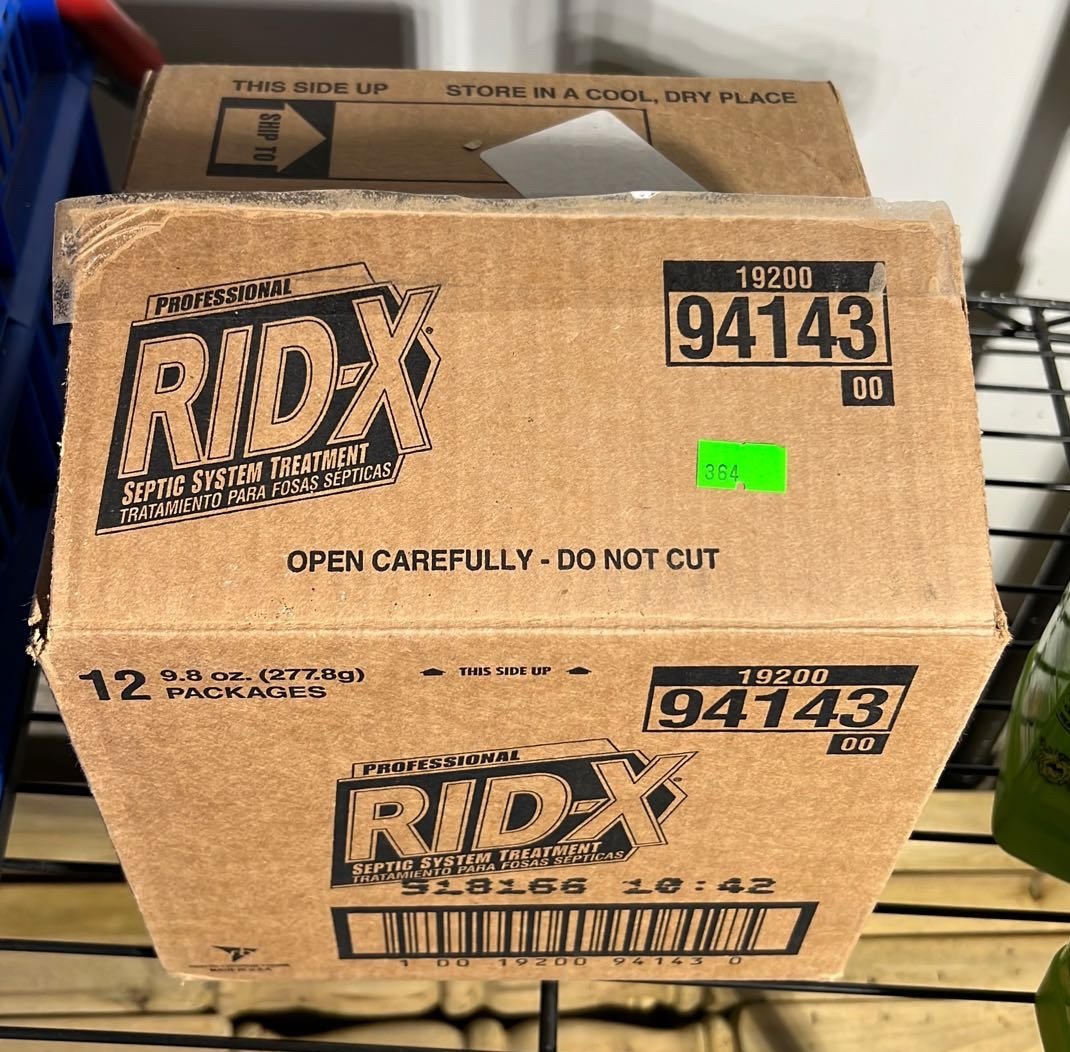 THIS SIDE UP STORE IN A COOL, DRY PLACE
SHIP TO
PROFESSIONAL
RID-X®
SEPTIC SYSTEM TREATMENT
TRATAMIENTO PARA FOSAS SÉPTICAS
19200
94143
00
364
OPEN CAREFULLY - DO NOT CUT
12 9.8 oz. (277.8g)
PACKAGES
THIS SIDE UP
19200
94143
00
PROFESSIONAL
RID-X®
SEPTIC SYSTEM TREATMENT
TRATAMIENTO PARA FOSAS SÉPTICAS
S18166 10:42
1 00 19200 94143 0
MADE IN U.S.A.